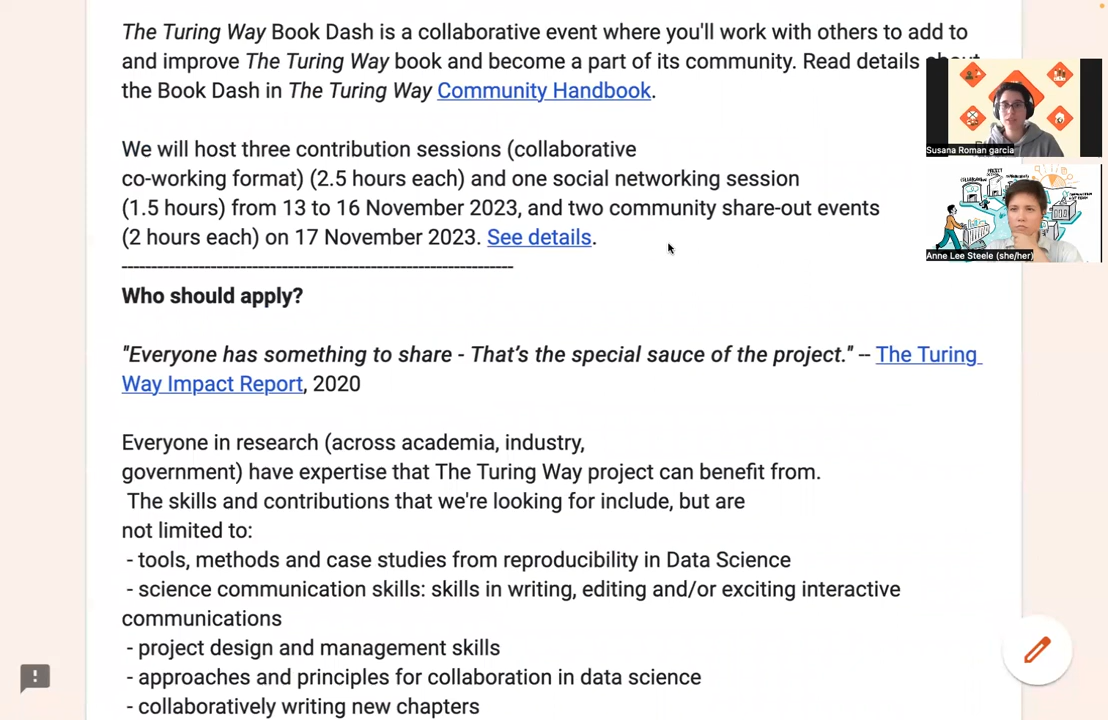 The Turing Way Book Dash is a collaborative event where you'll work with others to add to
and improve The Turing Way book and become a part of its community. Read details about
the Book Dash in The Turing Way Community Handbook.
We will host three contribution sessions (collaborative
co-working format) (2.5 hours each) and one social networking session
(1.5 hours) from 13 to 16 November 2023, and two community share-out events
(2 hours each) on 17 November 2023. See details.
------------------------------------------------------------------
Who should apply?
"Everyone has something to share - That's the special sauce of the project." -- The Turing
Way Impact Report, 2020
Everyone in research (across academia, industry,
government) have expertise that The Turing Way project can benefit from.
The skills and contributions that we're looking for include, but are
not limited to:
- tools, methods and case studies from reproducibility in Data Science
- science communication skills: skills in writing, editing and/or exciting interactive
communications
- project design and management skills
- approaches and principles for collaboration in data science
- collaboratively writing new chapters
Susana Roman garcia
Anne Lee Steele (she/her)